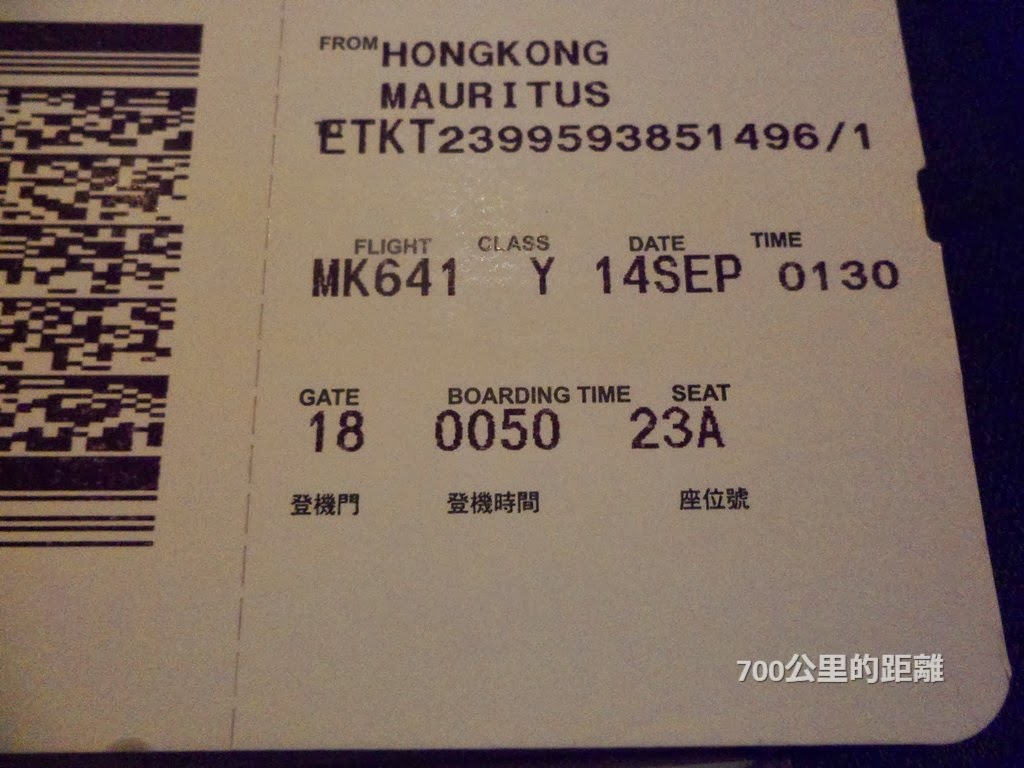 FROM HONGKONG
MAURITUS
ETKT2399593851496/1
FLIGHT CLASS DATE TIME
MK641 Y 14SEP 0130
GATE BOARDING TIME SEAT
18 0050 23A
登機門 登機時間 座位號
700公里的距離